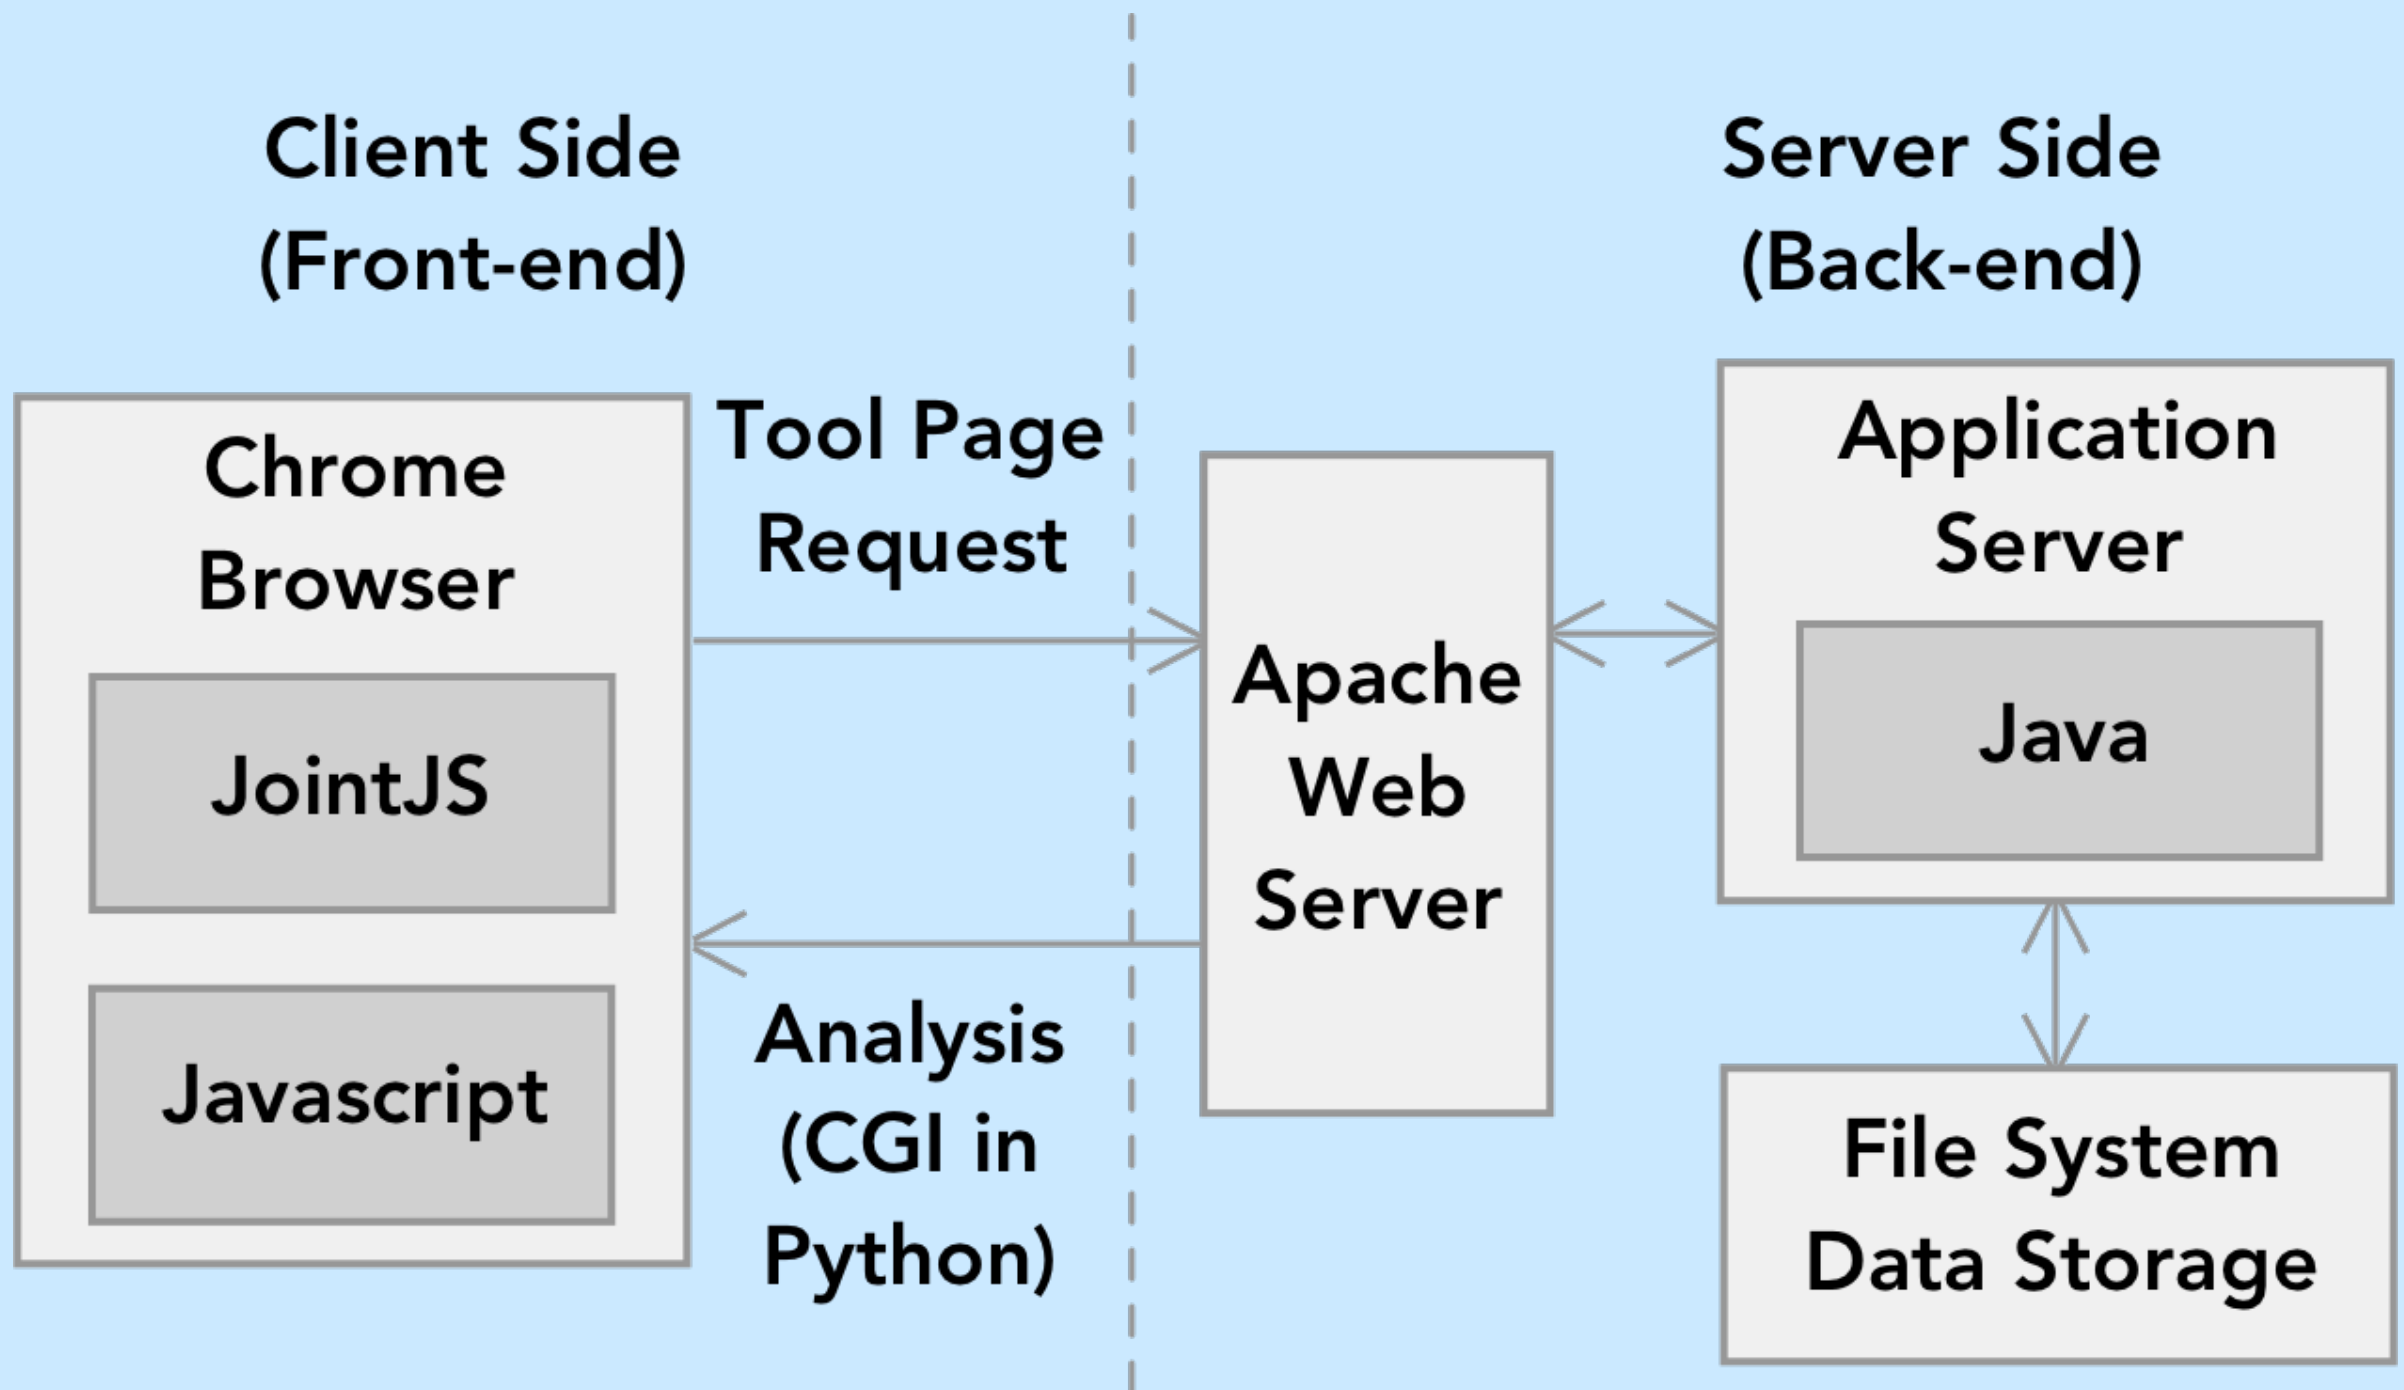 Client Side
(Front-end)
Server Side
(Back-end)
Chrome
Browser
JointJS
Javascript
Tool Page
Request
Analysis
(CGI in
Python)
Apache
Web
Server
Application
Server
Java
File System
Data Storage